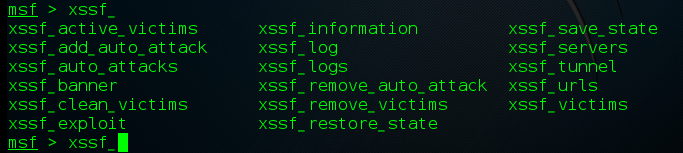 msf > xssf_
xssf_active_victims xssf_information xssf_save_state
xssf_add_auto_attack xssf_log xssf_servers
xssf_auto_attacks xssf_logs xssf_tunnel
xssf_banner xssf_remove_auto_attack xssf_urls
xssf_clean_victims xssf_remove_victims xssf_victims
xssf_exploit xssf_restore_state
msf > xssf_